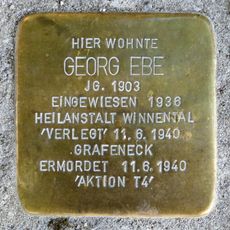 HIER WOHNTE
GEORG EBE
JG. 1903
EINGEWIESEN 1936
HEILANSTALT WINNENTAL
'VERLEGT' 11.6.1940
GRAFENECK
ERMORDET 11.6.1940
'AKTION T4'